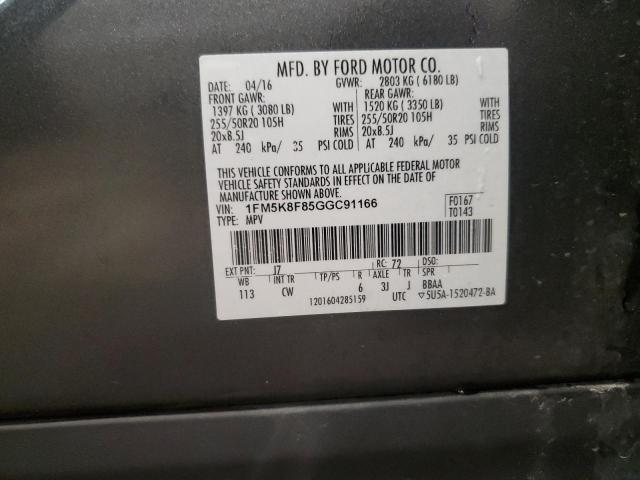 MFD. BY FORD MOTOR CO.
DATE: 04/16 GVWR: 2803 KG ( 6180 LB)
FRONT GAWR: REAR GAWR:
1397 KG ( 3080 LB) WITH 1520 KG ( 3350 LB) WITH
255/50R20 105H TIRES 255/50R20 105H TIRES
20x8.5J RIMS 20x8.5J RIMS
AT 240 kPa/ 35 PSI COLD AT 240 kPa/ 35 PSI COLD
THIS VEHICLE CONFORMS TO ALL APPLICABLE FEDERAL MOTOR
VEHICLE SAFETY STANDARDS IN EFFECT ON THE DATE OF
MANUFACTURE SHOWN ABOVE.
VIN: 1FM5K8F85GGC91166 F0167
TYPE: MPV T0143
EXT PNT: J7 RC: 72 DSO:
WB INT TR TP/PS R AXLE TR SPR
113 CW 6 3J J BBAA
1201604285159 UTC ▽5U5A-1520472-BA